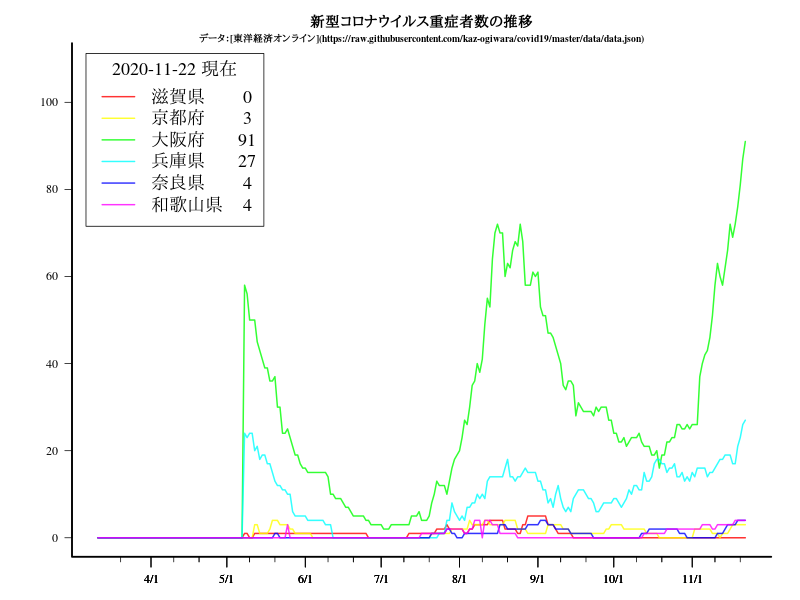 新型コロナウイルス重症者数の推移
データ:[東洋経済オンライン](https://raw.githubusercontent.com/kaz-ogiwara/covid19/master/data/data.json)
2020-11-22 現在
滋賀県 0
京都府 3
大阪府 91
兵庫県 27
奈良県 4
和歌山県 4
100
80
60
40
20
0
4/1 5/1 6/1 7/1 8/1 9/1 10/1 11/1